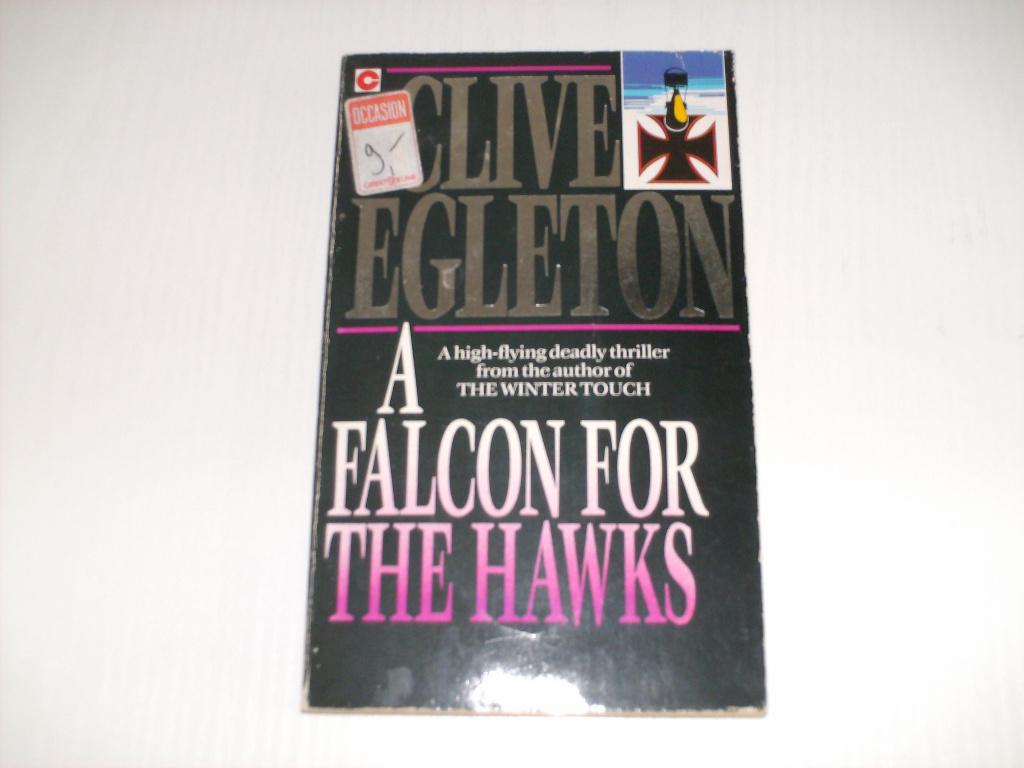 C
CLIVE
OCCASION
9,-
EGLETON
A
A high-flying deadly thriller
from the author of
THE WINTER TOUCH
FALCON FOR
THE HAWKS